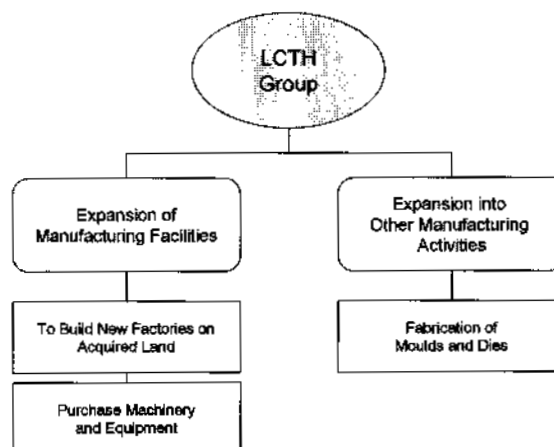 LCTH
Group
Expansion of
Manufacturing Facilities
Expansion into
Other Manufacturing
Activities
To Build New Factories on
Acquired Land
Fabrication of
Moulds and Dies
Purchase Machinery
and Equipment